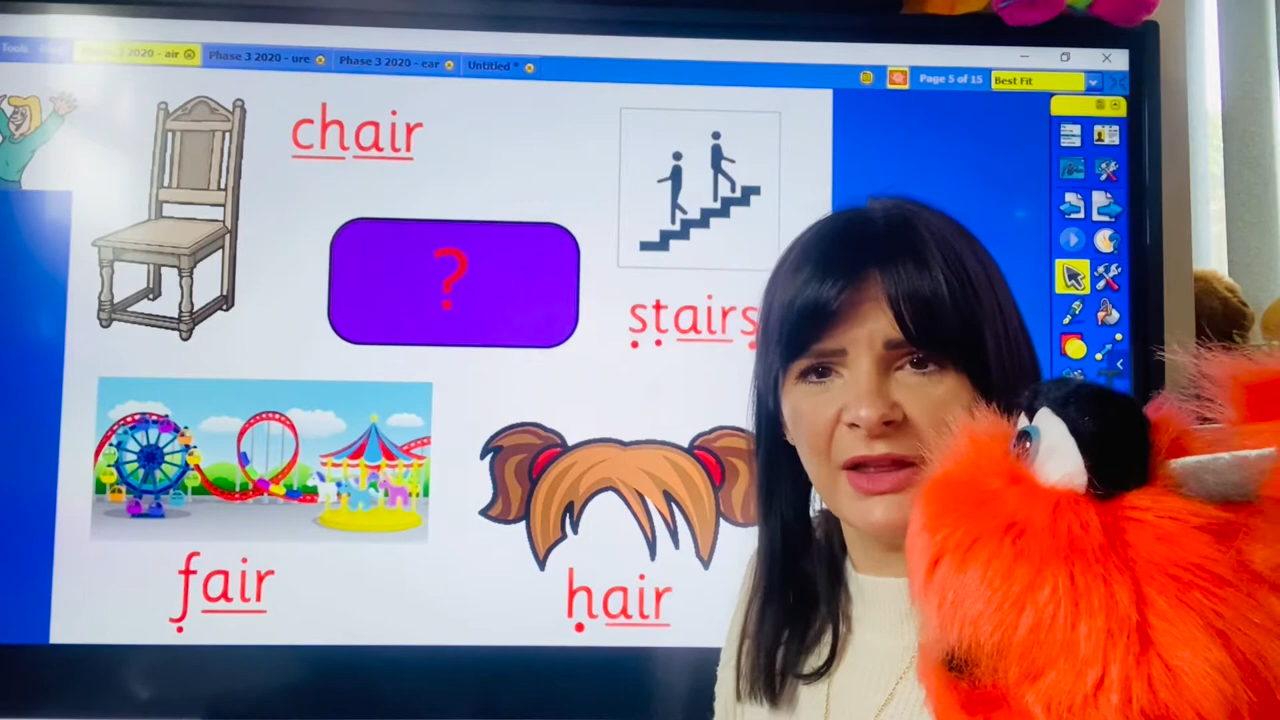 Tools
Phase 3 2020 - air
Phase 3 2020 - ure
Phase 3 2020 - ear
Untitled *
Page 5 of 15
Best Fit
chair
?
stairs
fair
hair